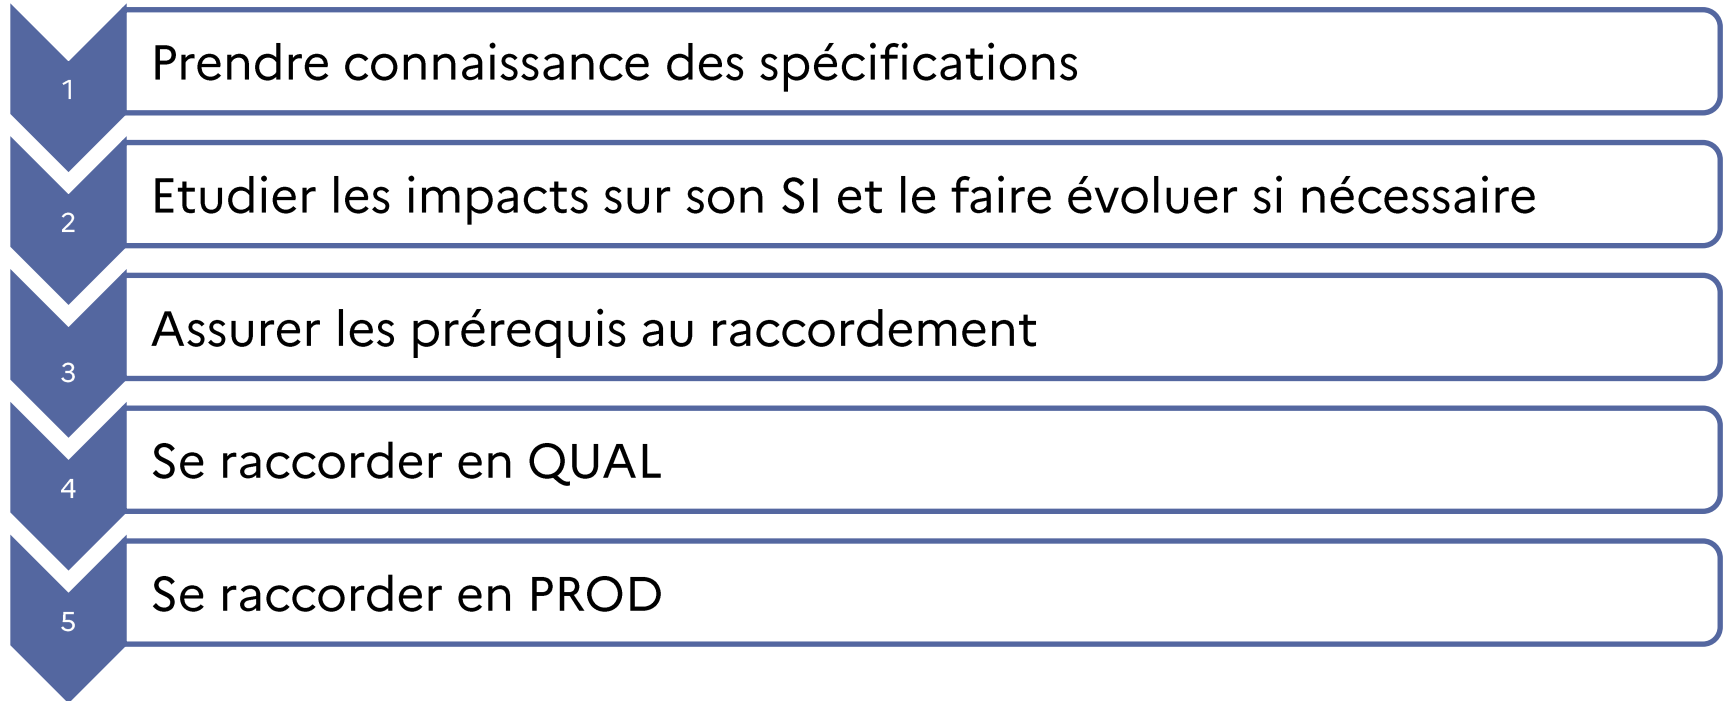 1
Prendre connaissance des spécifications
2
Etudier les impacts sur son SI et le faire évoluer si nécessaire
3
Assurer les prérequis au raccordement
4
Se raccorder en QUAL
5
Se raccorder en PROD